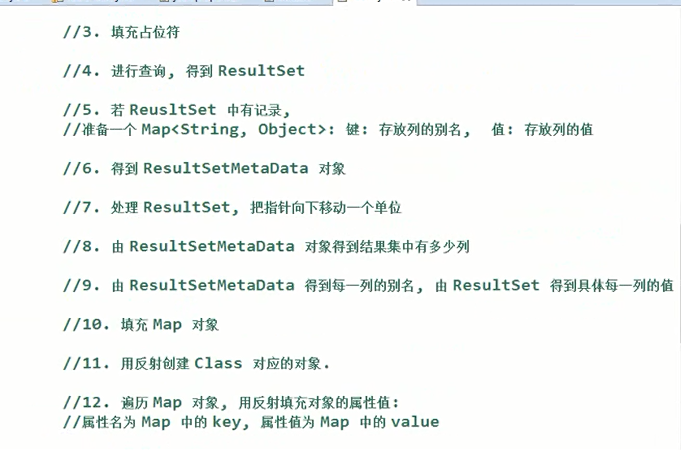 //3. 填充占位符
//4. 进行查询, 得到 ResultSet
//5. 若 ReusltSet 中有记录,
//准备一个 Map<String, Object>: 键: 存放列的别名, 值: 存放列的值
//6. 得到 ResultSetMetaData 对象
//7. 处理 ResultSet, 把指针向下移动一个单位
//8. 由 ResultSetMetaData 对象得到结果集中有多少列
//9. 由 ResultSetMetaData 得到每一列的别名, 由 ResultSet 得到具体每一列的值
//10. 填充 Map 对象
//11. 用反射创建 Class 对应的对象.
//12. 遍历 Map 对象, 用反射填充对象的属性值:
//属性名为 Map 中的 key, 属性值为 Map 中的 value